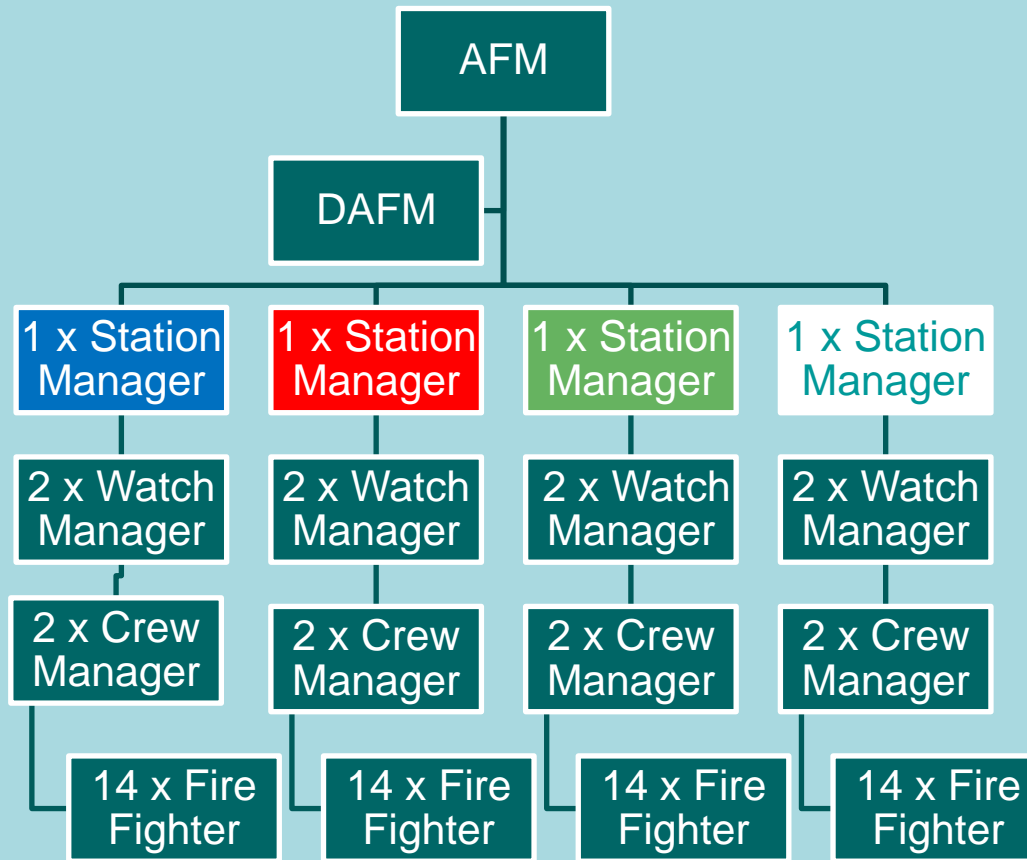 AFM
DAFM
1 x Station
Manager
1 x Station
Manager
1 x Station
Manager
1 x Station
Manager
2 x Watch
Manager
2 x Watch
Manager
2 x Watch
Manager
2 x Watch
Manager
2 x Crew
Manager
2 x Crew
Manager
2 x Crew
Manager
2 x Crew
Manager
14 x Fire
Fighter
14 x Fire
Fighter
14 x Fire
Fighter
14 x Fire
Fighter